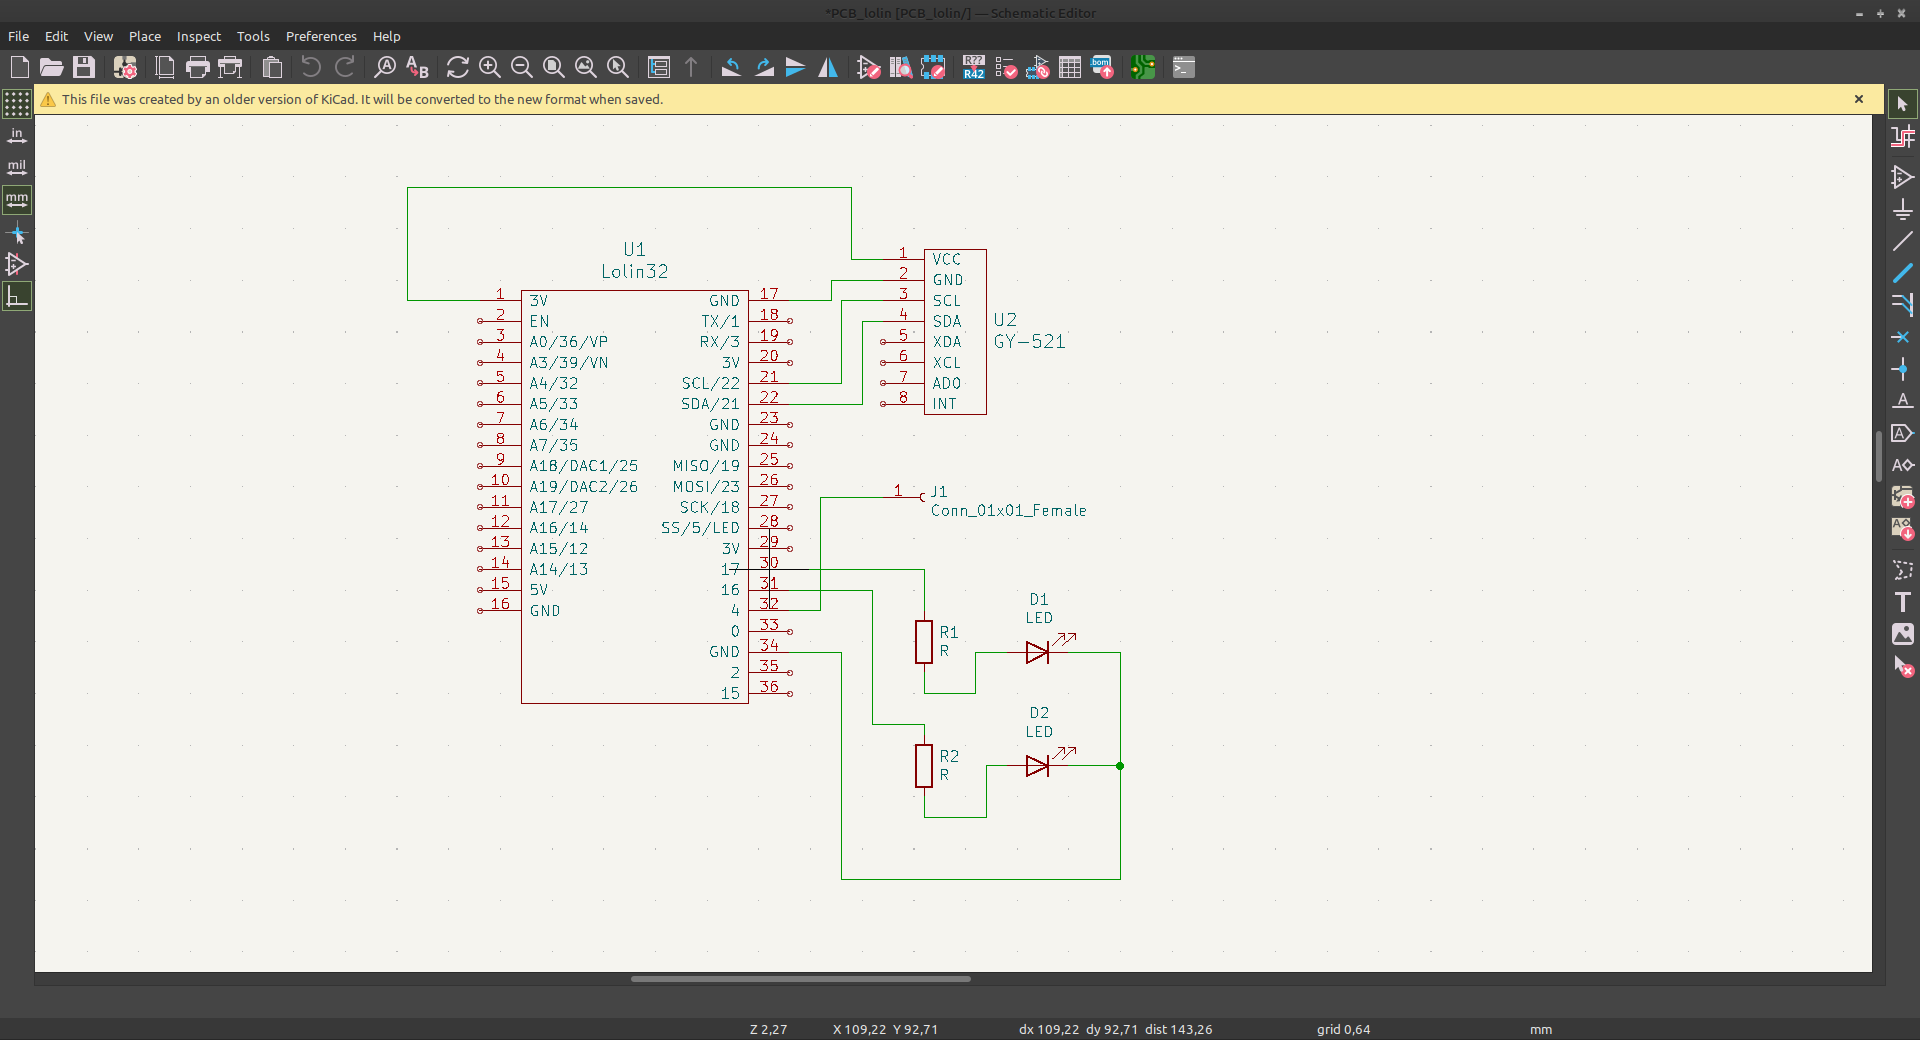 *PCB_lolin [PCB_lolin/] — Schematic Editor
File Edit View Place Inspect Tools Preferences Help
A B
R?? R42
bom
This file was created by an older version of KiCad. It will be converted to the new format when saved.
in
mil
mm
U1
Lolin32
1 3V
2 EN
3 A0/36/VP
4 A3/39/VN
5 A4/32
6 A5/33
7 A6/34
8 A7/35
9 A18/DAC1/25
10 A19/DAC2/26
11 A17/27
12 A16/14
13 A15/12
14 A14/13
15 5V
16 GND
GND 17
TX/1 18
RX/3 19
3V 20
SCL/22 21
SDA/21 22
GND 23
GND 24
MISO/19 25
MOSI/23 26
SCK/18 27
SS/5/LED 28
3V 29
17 30
16 31
4 32
0 33
GND 34
2 35
15 36
1 VCC
2 GND
3 SCL
4 SDA
5 XDA
6 XCL
7 ADO
8 INT
U2
GY-521
1 J1
Conn_01x01_Female
D1
LED
R1
R
D2
LED
R2
R
A
A
A
A
T
Z 2,27 X 109,22 Y 92,71 dx 109,22 dy 92,71 dist 143,26 grid 0,64 mm